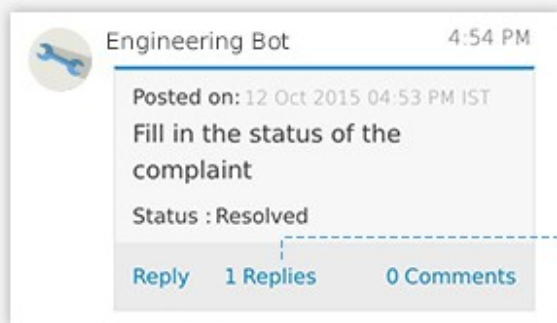 Engineering Bot 4:54 PM
Posted on: 12 Oct 2015 04:53 PM IST
Fill in the status of the
complaint
Status : Resolved
Reply 1 Replies 0 Comments